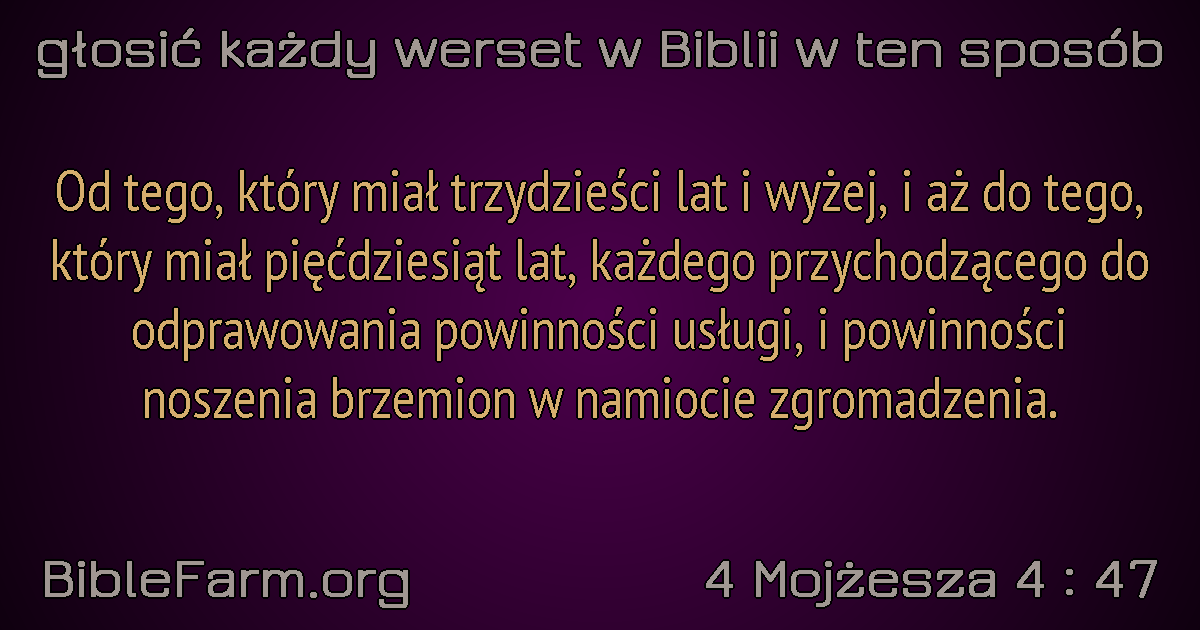 głosić każdy werset w Biblii w ten sposób
Od tego, który miał trzydzieści lat i wyżej, i aż do tego,
który miał pięćdziesiąt lat, każdego przychodzącego do
odprawowania powinności usługi, i powinności
noszenia brzemion w namiocie zgromadzenia.
BibleFarm.org
4 Mojżesza 4 : 47